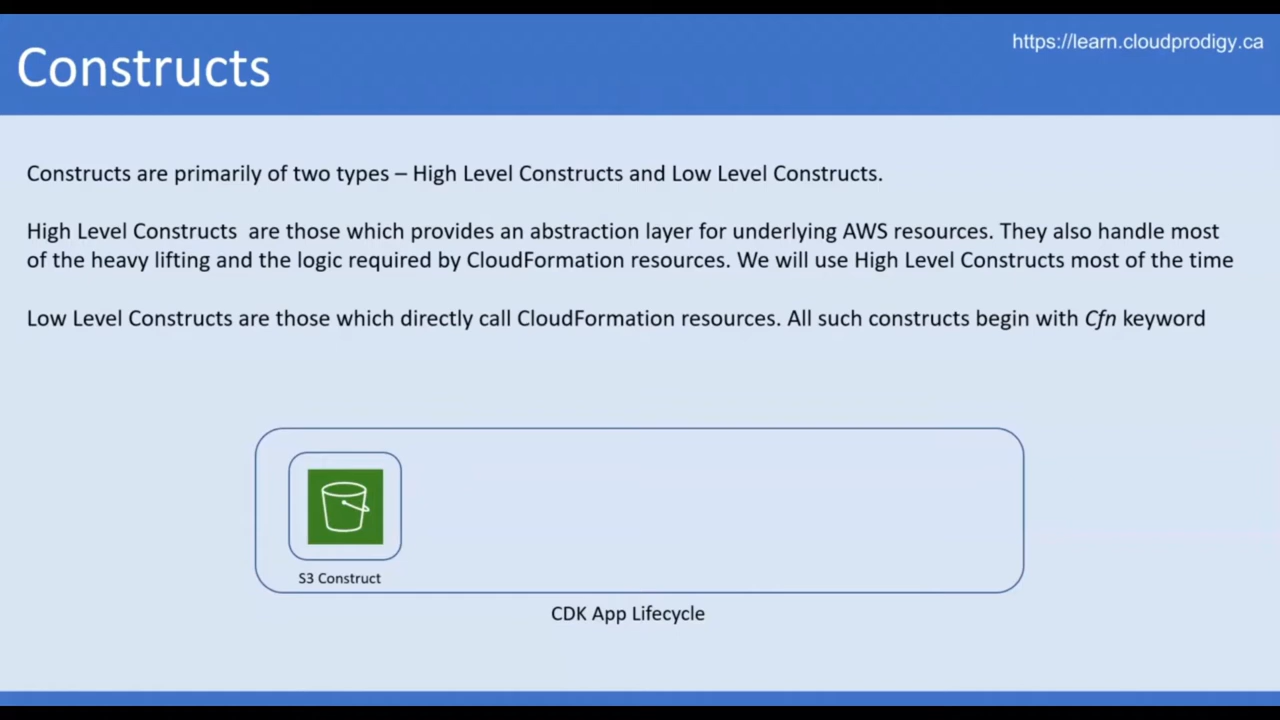 https://learn.cloudprodigy.ca
Constructs
Constructs are primarily of two types – High Level Constructs and Low Level Constructs.
High Level Constructs  are those which provides an abstraction layer for underlying AWS resources. They also handle most
of the heavy lifting and the logic required by CloudFormation resources. We will use High Level Constructs most of the time
Low Level Constructs are those which directly call CloudFormation resources. All such constructs begin with Cfn keyword
S3 Construct
CDK App Lifecycle